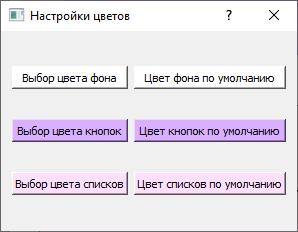 Настройки цветов
Выбор цвета фона Цвет фона по умолчанию
Выбор цвета кнопок Цвет кнопок по умолчанию
Выбор цвета списков Цвет списков по умолчанию